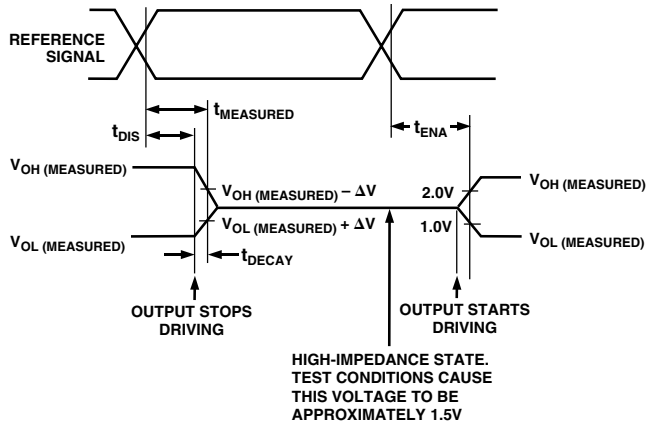 REFERENCE
SIGNAL
tMEASURED
tDIS
tENA
VOH (MEASURED)
VOH (MEASURED) – ΔV
2.0V
VOH (MEASURED)
VOL (MEASURED)
VOL (MEASURED) + ΔV
1.0V
VOL (MEASURED)
tDECAY
OUTPUT STOPS
DRIVING
OUTPUT STARTS
DRIVING
HIGH-IMPEDANCE STATE.
TEST CONDITIONS CAUSE
THIS VOLTAGE TO BE
APPROXIMATELY 1.5V